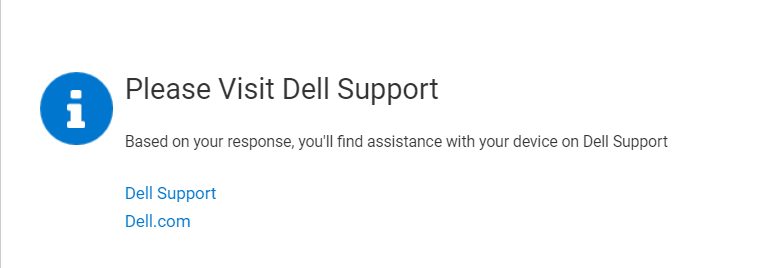 Please Visit Dell Support
Based on your response, you'll find assistance with your device on Dell Support
Dell Support
Dell.com